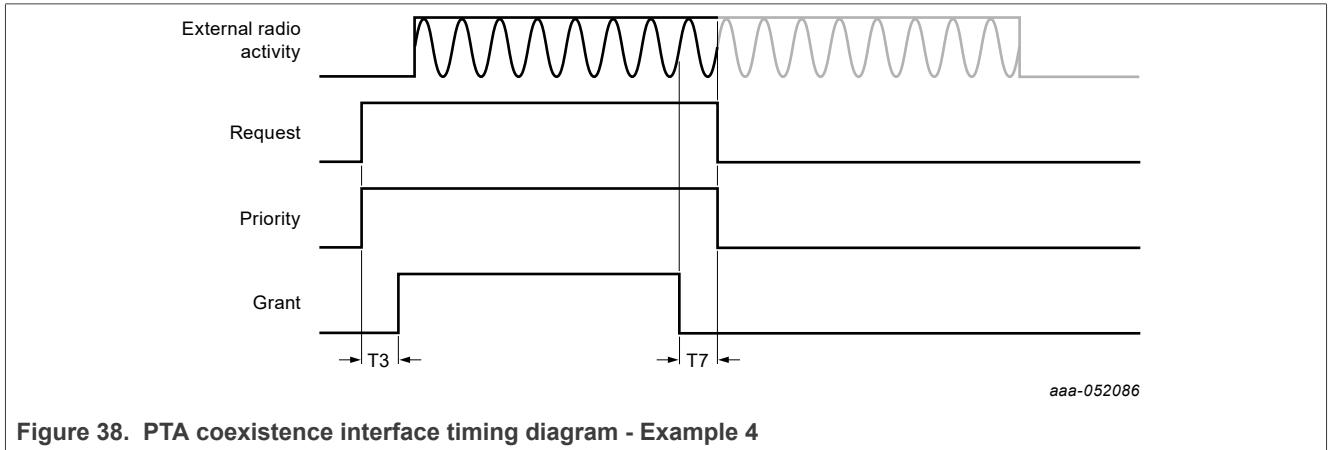 External radio
activity
Request
Priority
Grant
T3
T7
aaa-052086
Figure 38. PTA coexistence interface timing diagram - Example 4